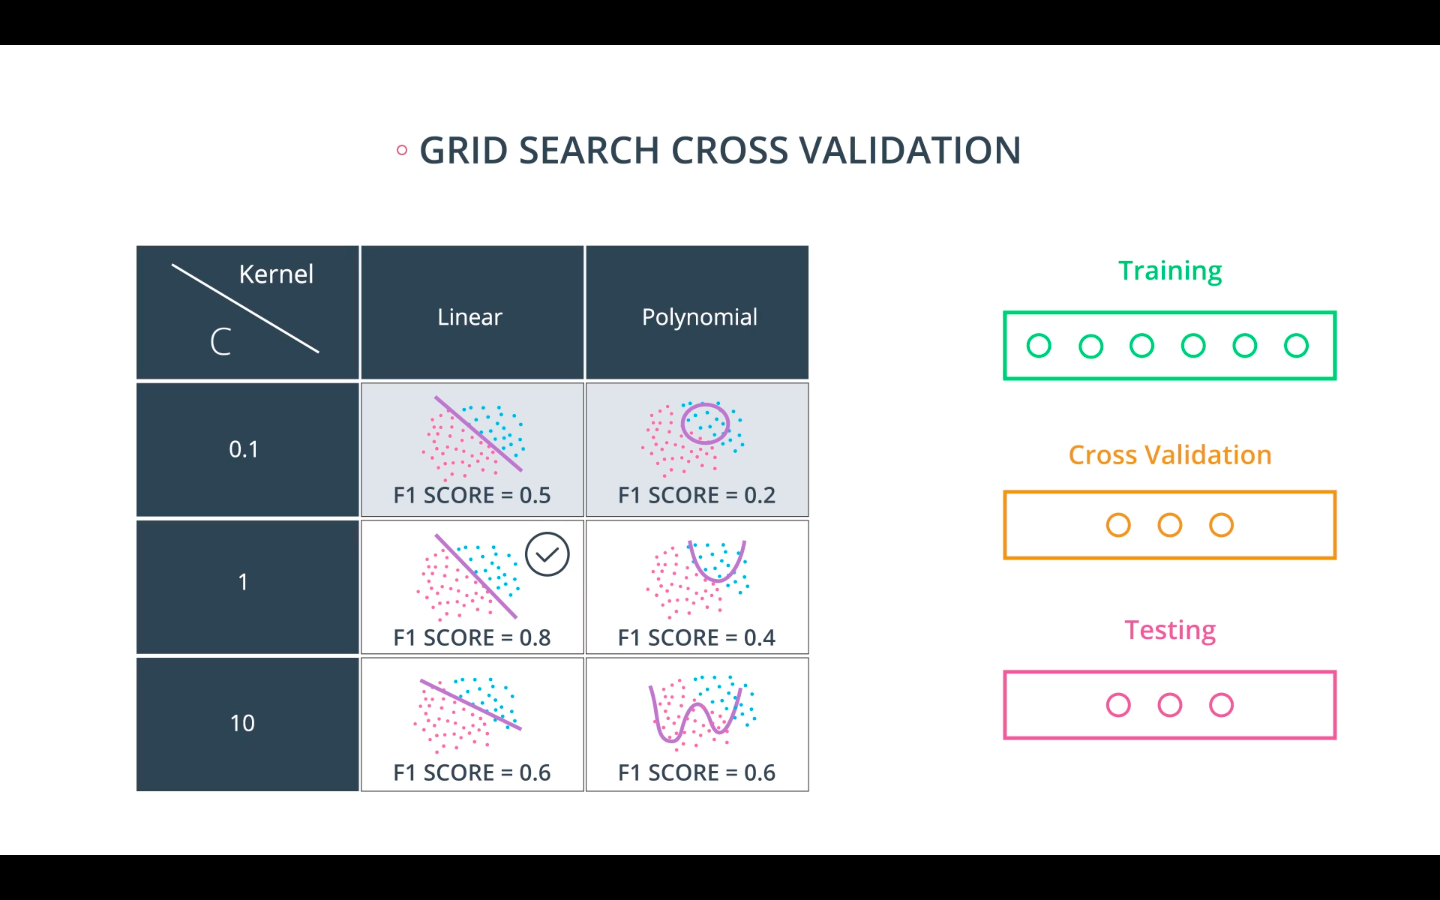 GRID SEARCH CROSS VALIDATION
Kernel
C
Linear
Polynomial
0.1
F1 SCORE = 0.5
F1 SCORE = 0.2
1
F1 SCORE = 0.8
F1 SCORE = 0.4
10
F1 SCORE = 0.6
F1 SCORE = 0.6
Training
Cross Validation
Testing